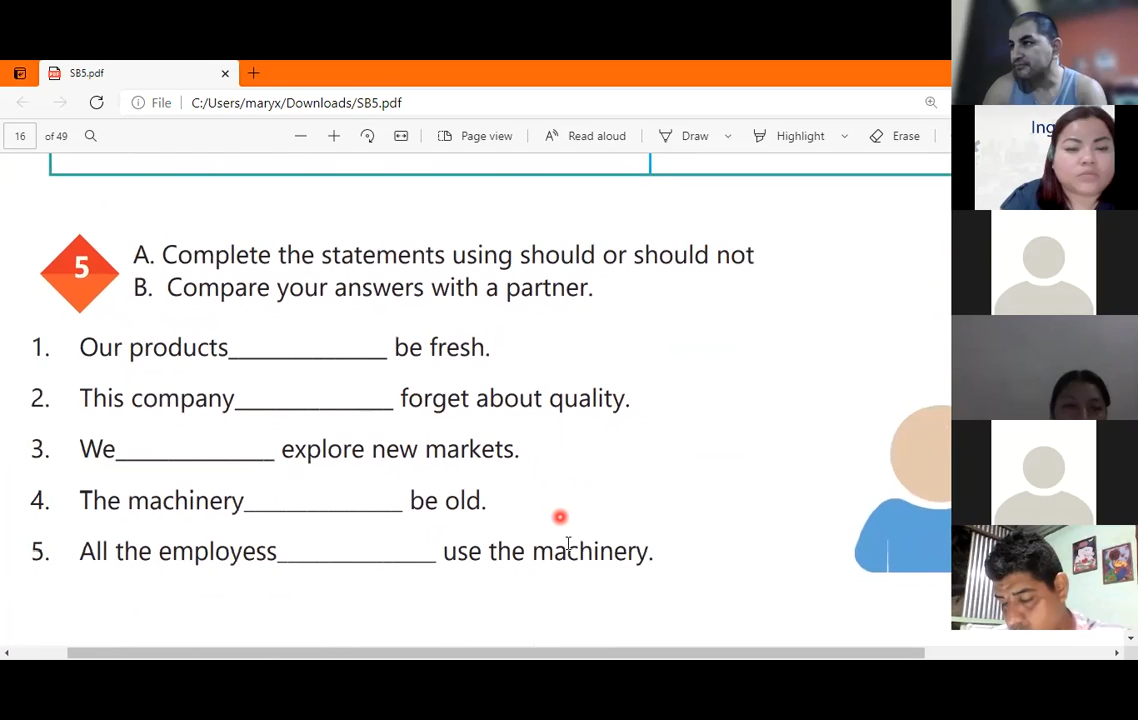 SB5.pdf
File C:/Users/maryx/Downloads/SB5.pdf
16 of 49 Page view Read aloud Draw Highlight Erase
Ing
5
A. Complete the statements using should or should not
B. Compare your answers with a partner.
1. Our products_____________ be fresh.
2. This company_____________ forget about quality.
3. We_____________ explore new markets.
4. The machinery_____________ be old.
5. All the employess_____________ use the machinery.